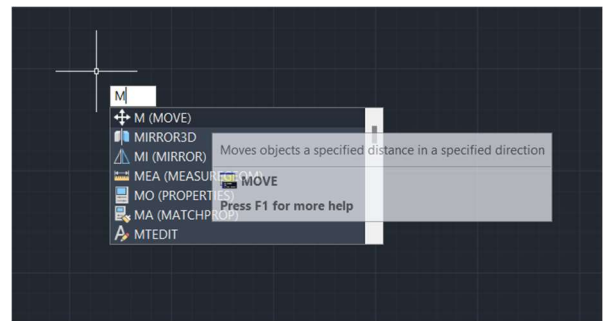 M
M (MOVE)
MIRROR3D
MI (MIRROR)
MEA (MEASUREGEOM)
MO (PROPERTIES)
MA (MATCHPROP)
MTEDIT
Moves objects a specified distance in a specified direction
MOVE
Press F1 for more help